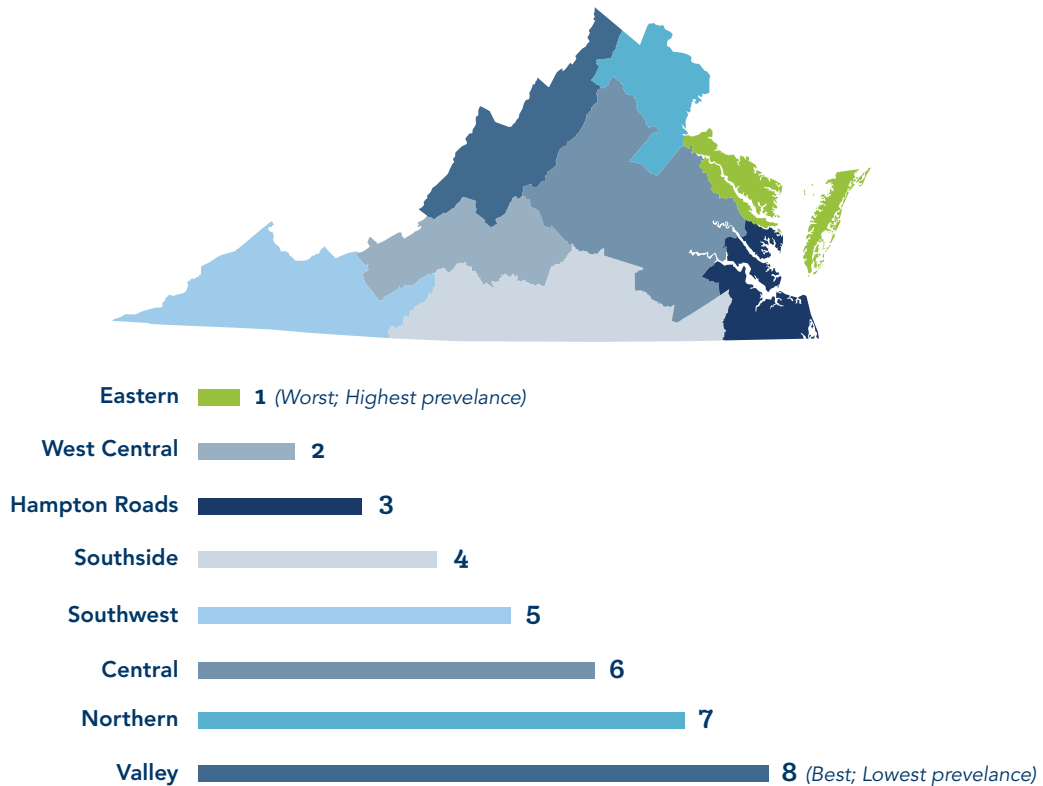 Eastern 1 (Worst; Highest prevelance)
West Central 2
Hampton Roads 3
Southside 4
Southwest 5
Central 6
Northern 7
Valley 8 (Best; Lowest prevelance)